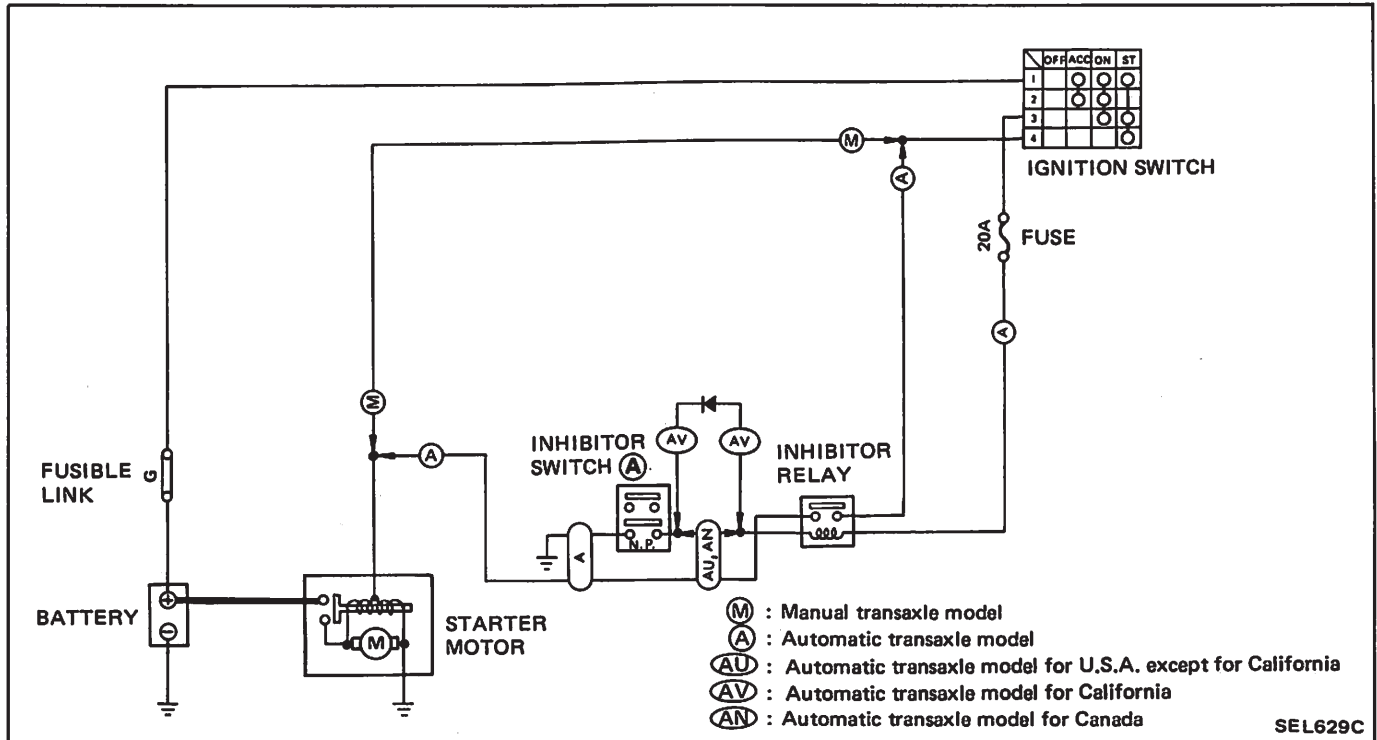 OFF ACC ON ST
1
2
3
4
IGNITION SWITCH
M
A
20A
FUSE
A
M
A
INHIBITOR
SWITCH A
AV
AV
INHIBITOR
RELAY
FUSIBLE
LINK
G
N.P.
A
AU, AN
BATTERY
M
STARTER
MOTOR
M : Manual transaxle model
A : Automatic transaxle model
AU : Automatic transaxle model for U.S.A. except for California
AV : Automatic transaxle model for California
AN : Automatic transaxle model for Canada
SEL629C